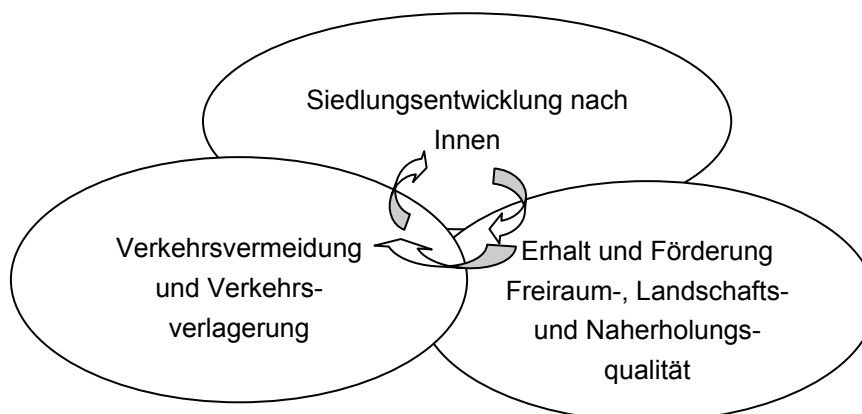 Siedlungsentwicklung nach
Innen
Verkehrsvermeidung
und Verkehrs-
verlagerung
Erhalt und Förderung
Freiraum-, Landschafts-
und Naherholungs-
qualität